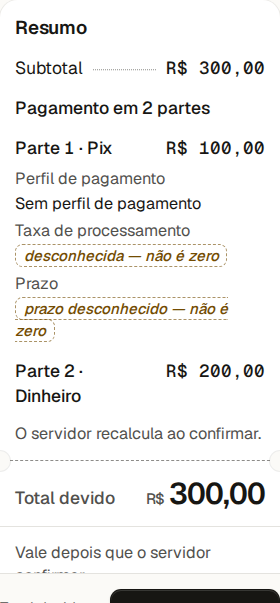 Resumo
Subtotal R$ 300,00
Pagamento em 2 partes
Parte 1 · Pix R$ 100,00
Perfil de pagamento
Sem perfil de pagamento
Taxa de processamento
desconhecida — não é zero
Prazo
prazo desconhecido — não é
zero
Parte 2 · R$ 200,00
Dinheiro
O servidor recalcula ao confirmar.
Total devido R$ 300,00
Vale depois que o servidor